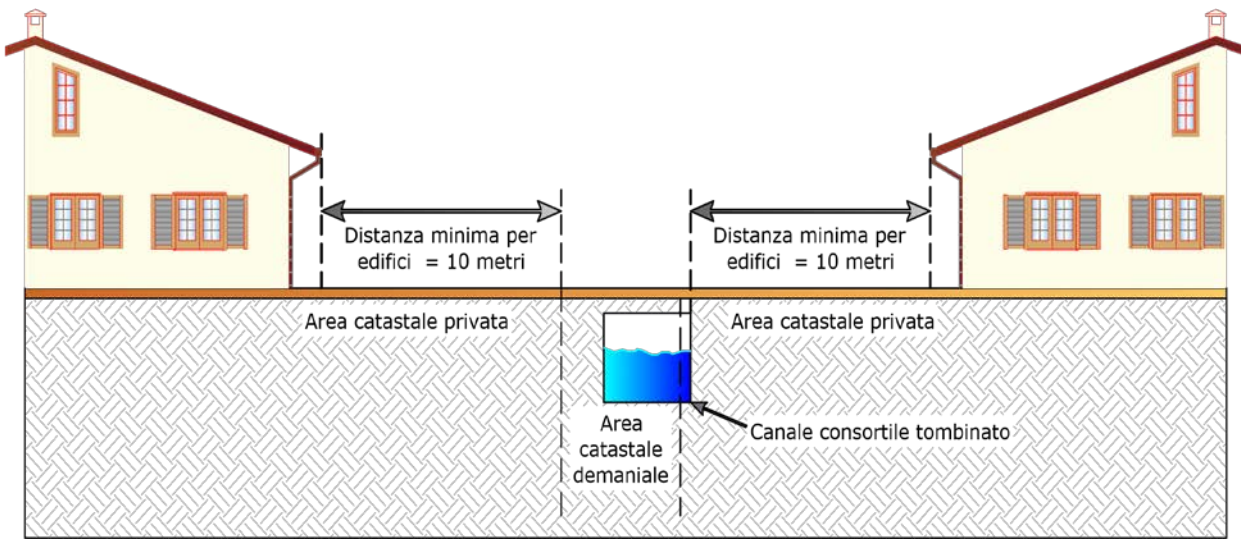 Distanza minima per
edifici = 10 metri
Distanza minima per
edifici = 10 metri
Area catastale privata
Area catastale privata
Area
catastale
demaniale
Canale consortile tombinato